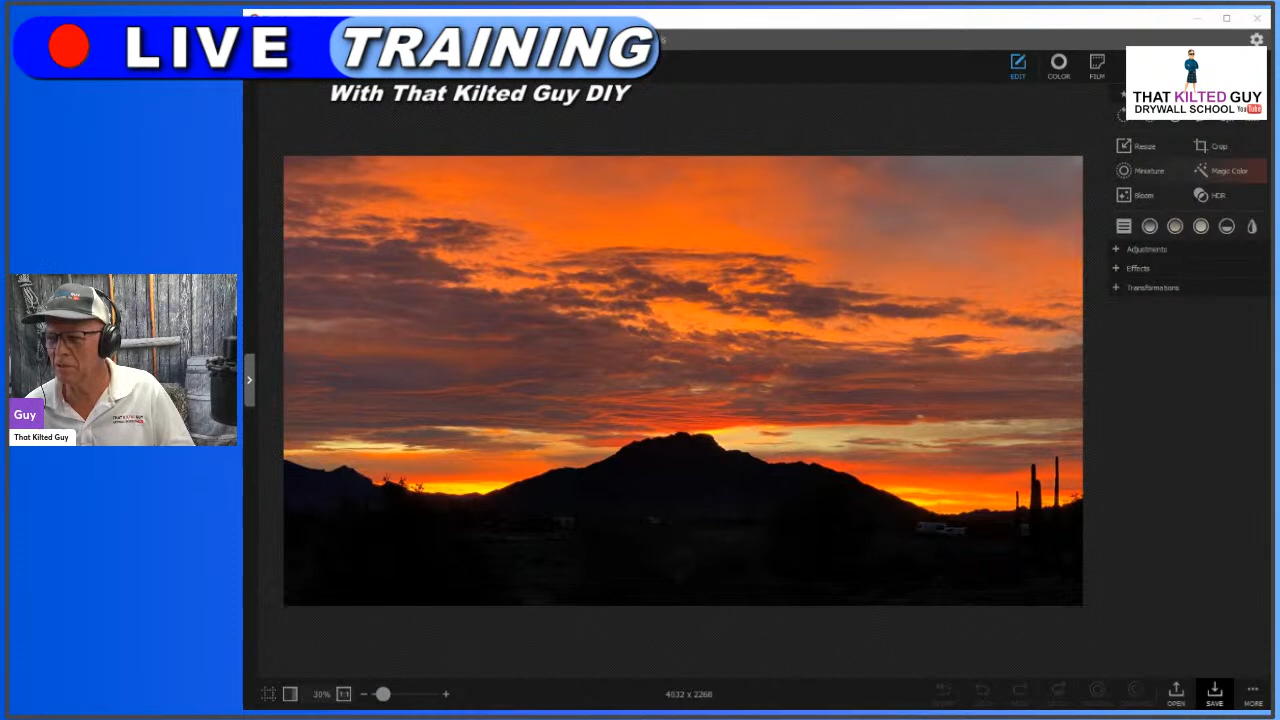 LIVE TRAINING
With That Kilted Guy DIY
EDIT
COLOR
FILM
THAT KILTED GUY
DRYWALL SCHOOL YouTube
Resize
Crop
Miniature
Magic Color
Bloom
HDR
Adjustments
Effects
Transformations
Guy
That Kilted Guy
30%
1:1
4032 x 2268
OPEN
SAVE
MORE